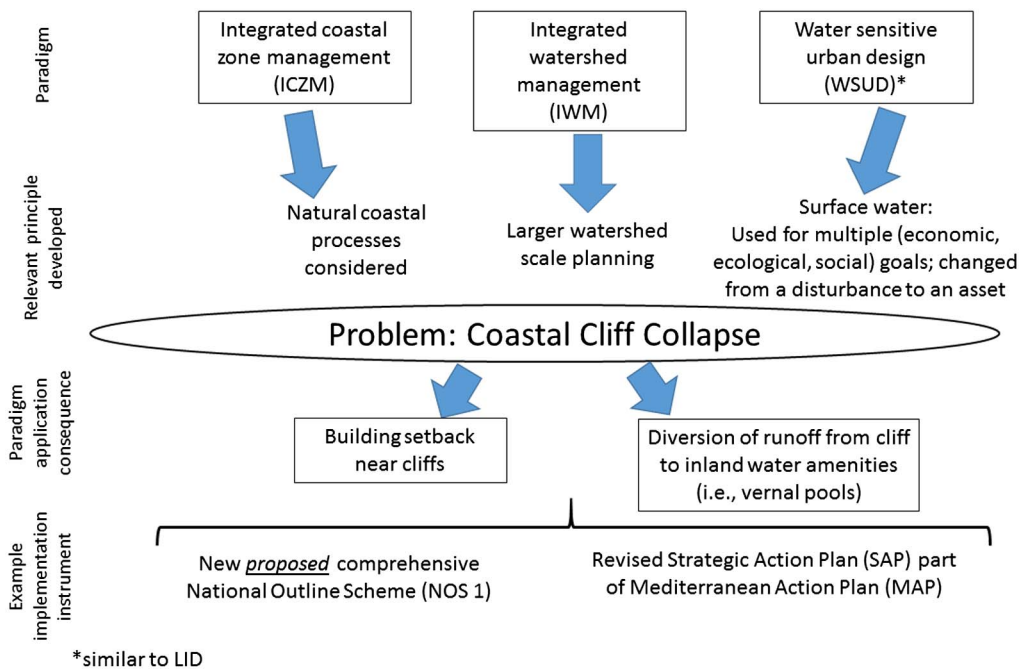 Paradigm
Integrated coastal
zone management
(ICZM)
Integrated
watershed
management
(IWM)
Water sensitive
urban design
(WSUD)*
Relevant principle
developed
Natural coastal
processes
considered
Larger watershed
scale planning
Surface water:
Used for multiple (economic,
ecological, social) goals; changed
from a disturbance to an asset
Problem: Coastal Cliff Collapse
Paradigm
application
consequence
Building setback
near cliffs
Diversion of runoff from cliff
to inland water amenities
(i.e., vernal pools)
Example
implementation
instrument
New proposed comprehensive
National Outline Scheme (NOS 1)
Revised Strategic Action Plan (SAP) part
of Mediterranean Action Plan (MAP)
*similar to LID